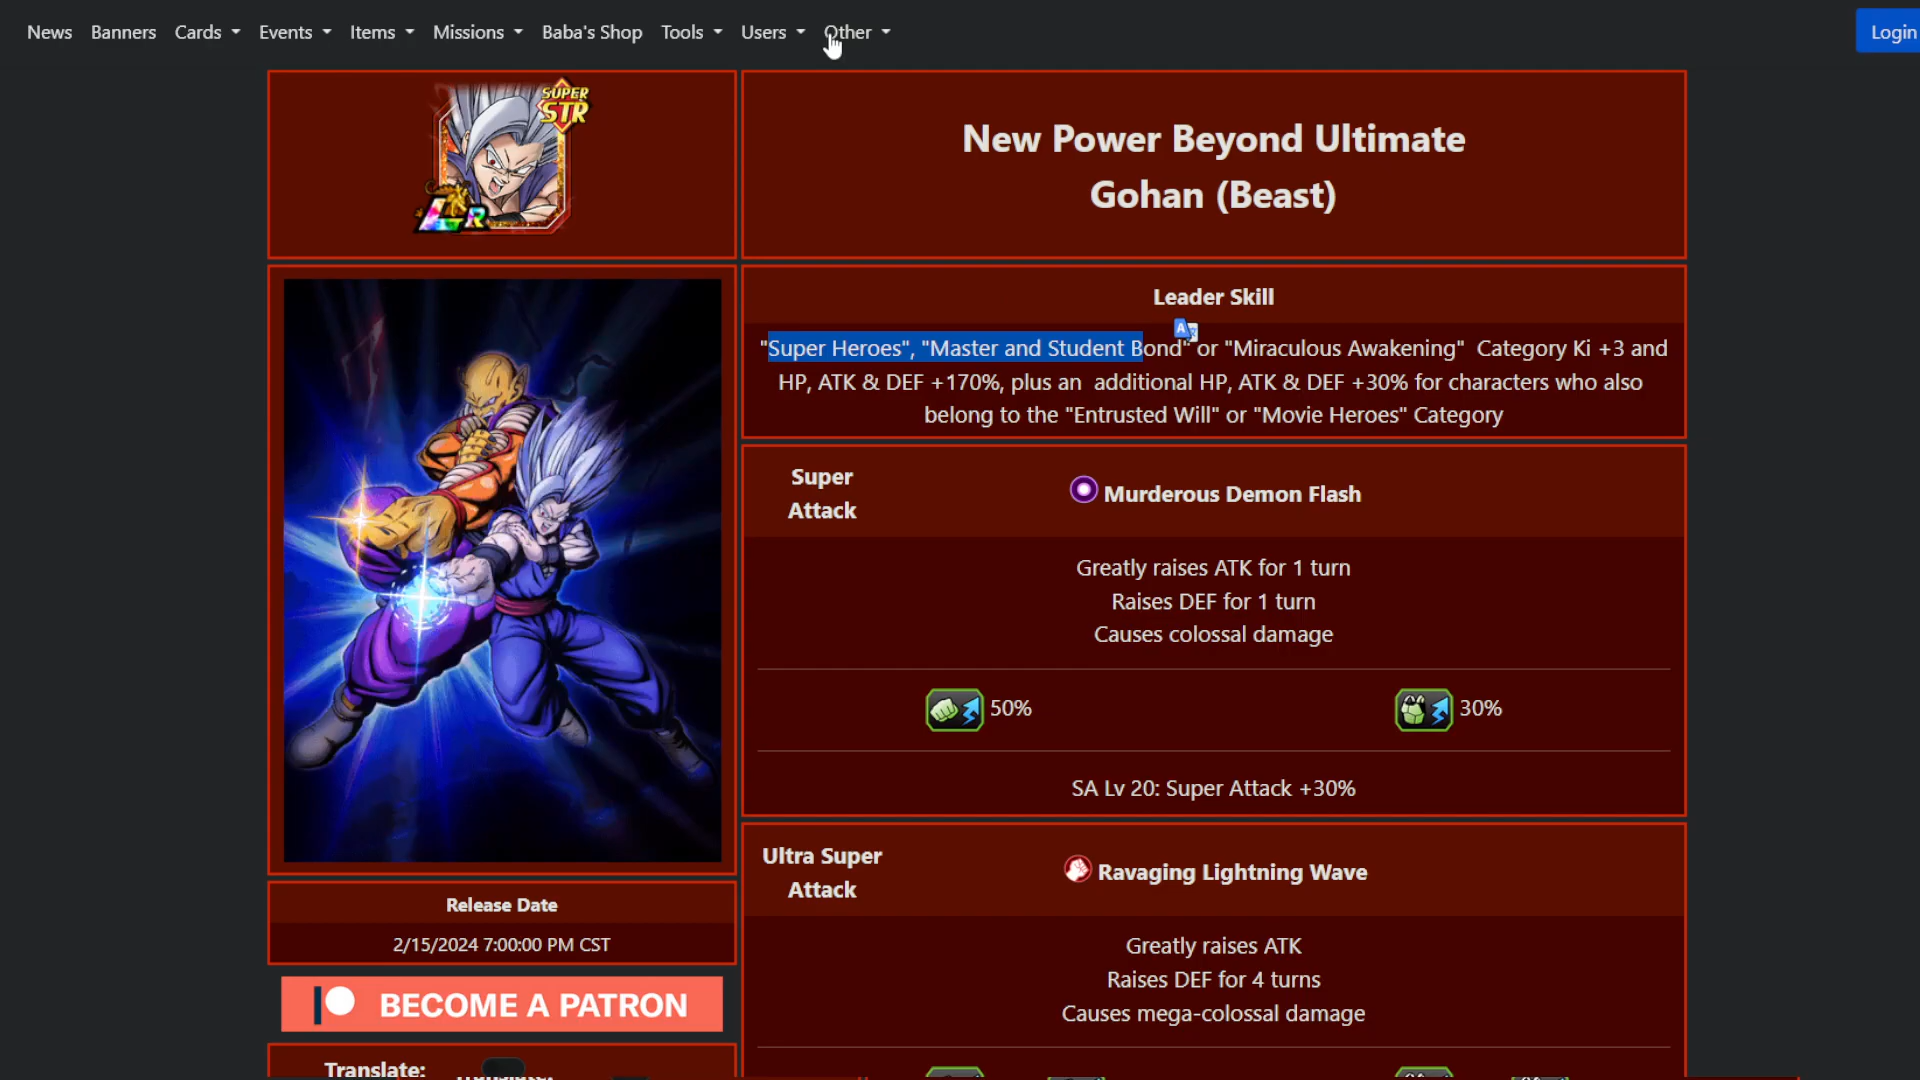 News Banners Cards Events Items Missions Baba's Shop Tools Users Other Login
SUPER
STR
LR
New Power Beyond Ultimate
Gohan (Beast)
Leader Skill
"Super Heroes", "Master and Student Bond" or "Miraculous Awakening" Category Ki +3 and
HP, ATK & DEF +170%, plus an additional HP, ATK & DEF +30% for characters who also
belong to the "Entrusted Will" or "Movie Heroes" Category
Super
Attack
Murderous Demon Flash
Greatly raises ATK for 1 turn
Raises DEF for 1 turn
Causes colossal damage
50%
30%
SA Lv 20: Super Attack +30%
Ultra Super
Attack
Ravaging Lightning Wave
Greatly raises ATK
Raises DEF for 4 turns
Causes mega-colossal damage
Release Date
2/15/2024 7:00:00 PM CST
BECOME A PATRON
Translate: